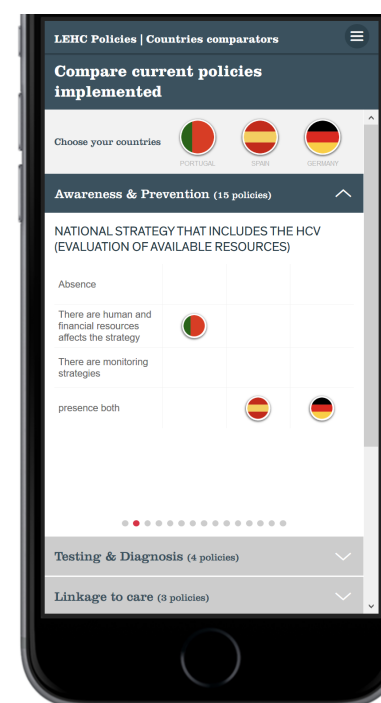 LEHC Policies | Countries comparators
Compare current policies
implemented
Choose your countries
PORTUGAL
SPAIN
GERMANY
Awareness & Prevention (15 policies)
NATIONAL STRATEGY THAT INCLUDES THE HCV
(EVALUATION OF AVAILABLE RESOURCES)
Absence
There are human and
financial resources
affects the strategy
There are monitoring
strategies
presence both
Testing & Diagnosis (4 policies)
Linkage to care (3 policies)